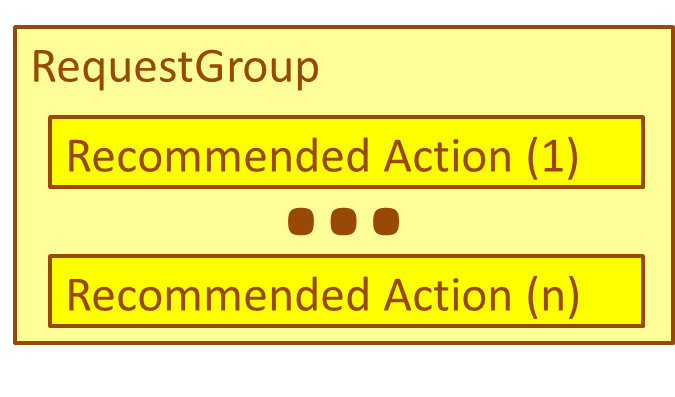 RequestGroup
Recommended Action (1)
...
Recommended Action (n)